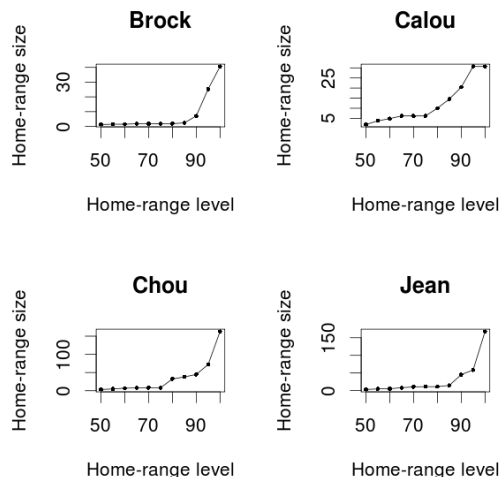 Brock
Home-range size
0 30
50 70 90
Home-range level
Calou
Home-range size
5 25
50 70 90
Home-range level
Chou
Home-range size
0 100
50 70 90
Home-range level
Jean
Home-range size
0 150
50 70 90
Home-range level